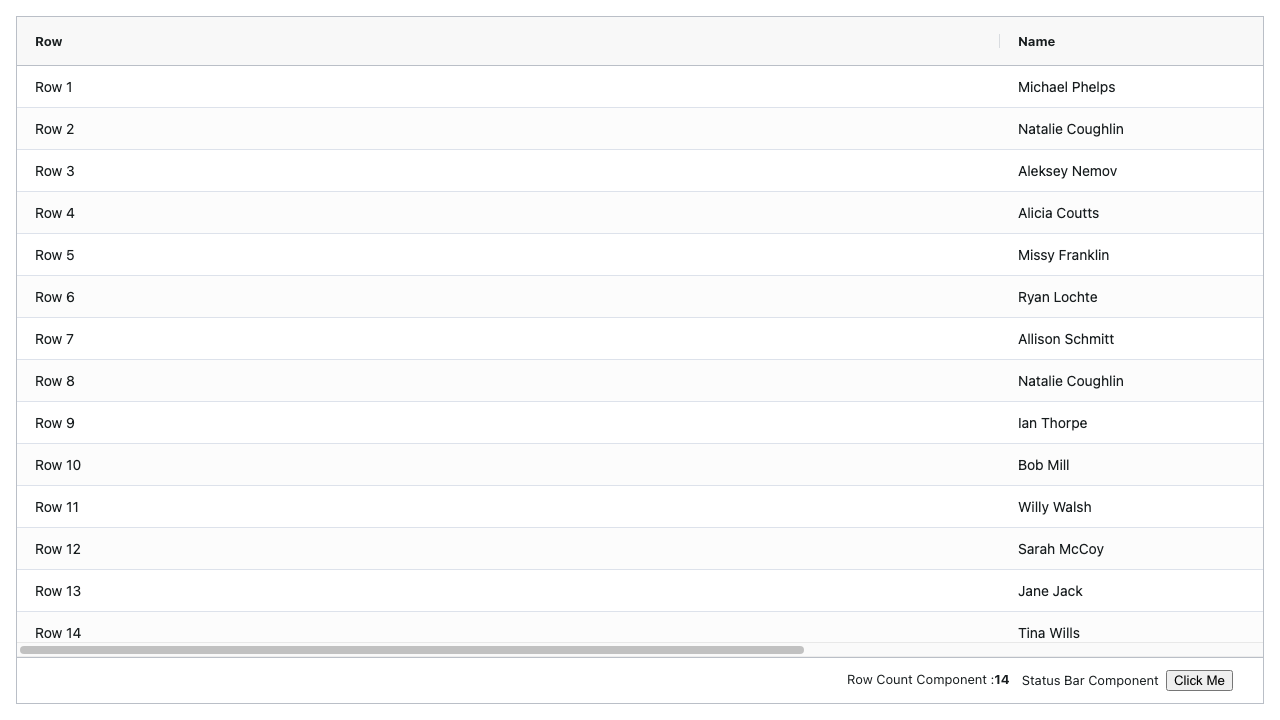 Row Name
Row 1 Michael Phelps
Row 2 Natalie Coughlin
Row 3 Aleksey Nemov
Row 4 Alicia Coutts
Row 5 Missy Franklin
Row 6 Ryan Lochte
Row 7 Allison Schmitt
Row 8 Natalie Coughlin
Row 9 Ian Thorpe
Row 10 Bob Mill
Row 11 Willy Walsh
Row 12 Sarah McCoy
Row 13 Jane Jack
Row 14 Tina Wills
Row Count Component :14 Status Bar Component Click Me